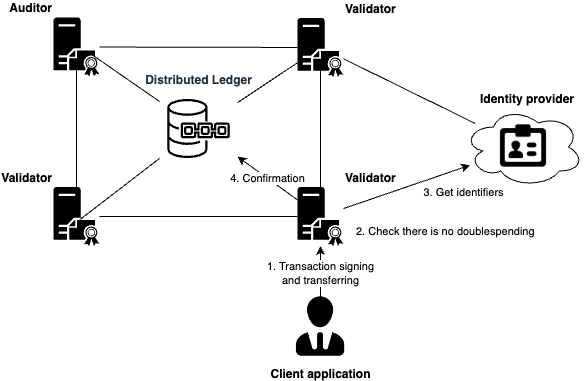 Auditor
Validator
Distributed Ledger
Identity provider
Validator
Validator
4. Confirmation
3. Get identifiers
2. Check there is no doublespending
1. Transaction signing
and transferring
Client application